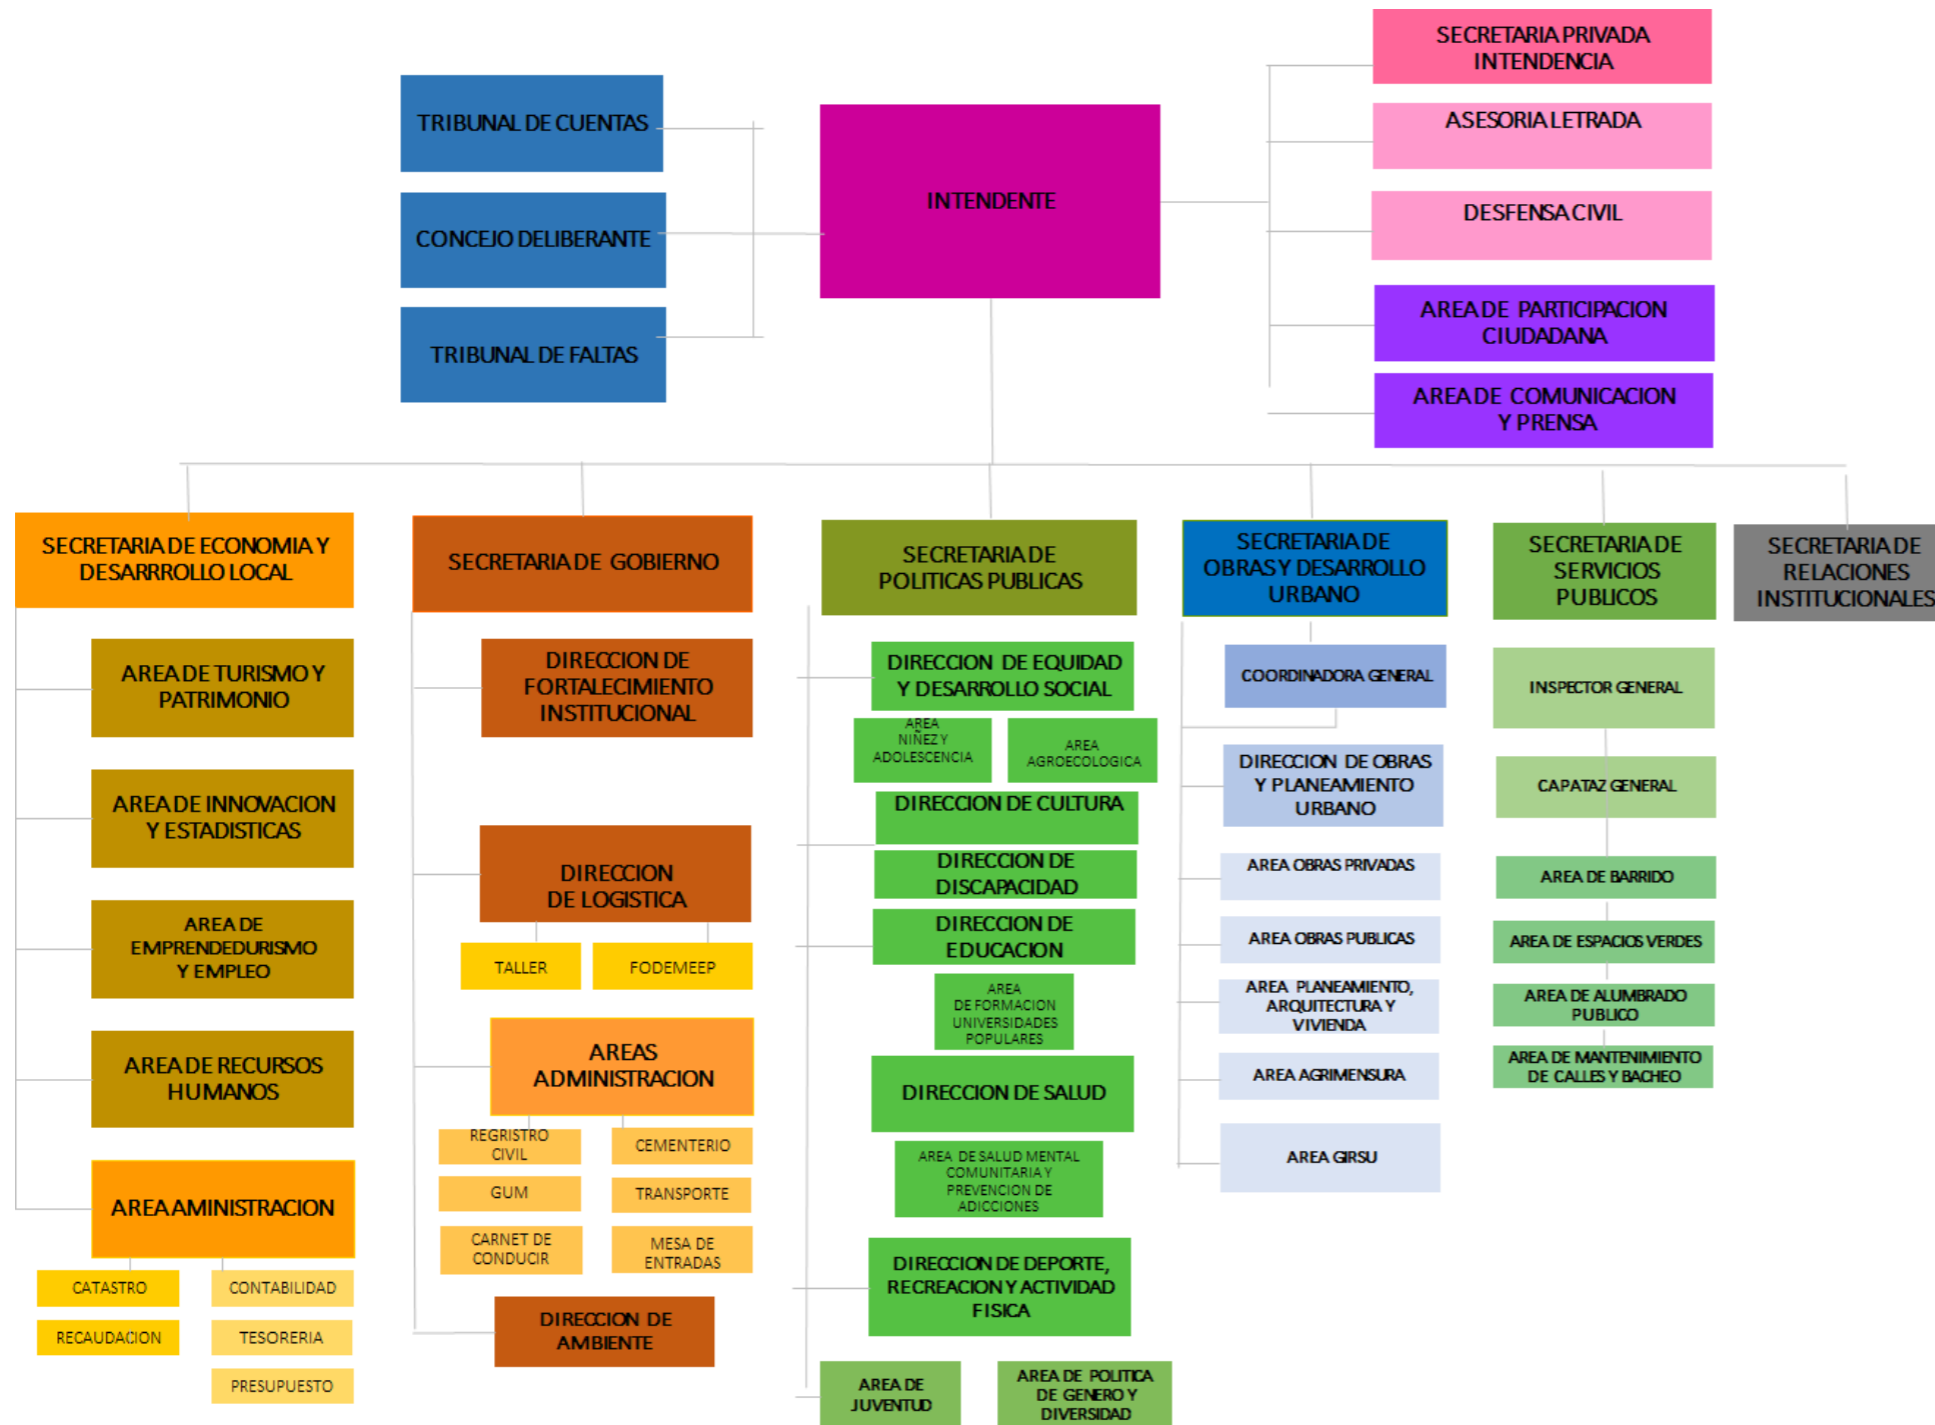 SECRETARIA PRIVADA
INTENDENCIA
ASESORIA LETRADA
DESFENSA CIVIL
AREA DE PARTICIPACION
CIUDADANA
AREA DE COMUNICACION
Y PRENSA
TRIBUNAL DE CUENTAS
CONCEJO DELIBERANTE
TRIBUNAL DE FALTAS
INTENDENTE
SECRETARIA DE ECONOMIA Y
DESARRROLLO LOCAL
AREA DE TURISMO Y
PATRIMONIO
AREA DE INNOVACION
Y ESTADISTICAS
AREA DE
EMPRENDEDURISMO
Y EMPLEO
AREA DE RECURSOS
HUMANOS
AREA AMINISTRACION
CATASTRO
RECAUDACION
CONTABILIDAD
TESORERIA
PRESUPUESTO
SECRETARIA DE GOBIERNO
DIRECCION DE
FORTALECIMIENTO
INSTITUCIONAL
DIRECCION
DE LOGISTICA
TALLER
FODEMEEP
AREAS
ADMINISTRACION
REGRISTRO
CIVIL
GUM
CARNET DE
CONDUCIR
CEMENTERIO
TRANSPORTE
MESA DE
ENTRADAS
DIRECCION DE
AMBIENTE
SECRETARIA DE
POLITICAS PUBLICAS
DIRECCION DE EQUIDAD
Y DESARROLLO SOCIAL
AREA
NIÑEZ Y
ADOLESCENCIA
AREA
AGROECOLOGICA
DIRECCION DE CULTURA
DIRECCION DE
DISCAPACIDAD
DIRECCION DE
EDUCACION
AREA
DE FORMACION
UNIVERSIDADES
POPULARES
DIRECCION DE SALUD
AREA DE SALUD MENTAL
COMUNITARIA Y
PREVENCION DE
ADICCIONES
DIRECCION DE DEPORTE,
RECREACION Y ACTIVIDAD
FISICA
AREA DE
JUVENTUD
AREA DE POLITICA
DE GENERO Y
DIVERSIDAD
SECRETARIA DE
OBRAS Y DESARROLLO
URBANO
COORDINADORA GENERAL
DIRECCION DE OBRAS
Y PLANEAMIENTO
URBANO
AREA OBRAS PRIVADAS
AREA OBRAS PUBLICAS
AREA PLANEAMIENTO,
ARQUITECTURA Y
VIVIENDA
AREA AGRIMENSURA
AREA GIRSU
SECRETARIA DE
SERVICIOS
PUBLICOS
INSPECTOR GENERAL
CAPATAZ GENERAL
AREA DE BARRIDO
AREA DE ESPACIOS VERDES
AREA DE ALUMBRADO
PUBLICO
AREA DE MANTENIMIENTO
DE CALLES Y BACHEO
SECRETARIA DE
RELACIONES
INSTITUCIONALES